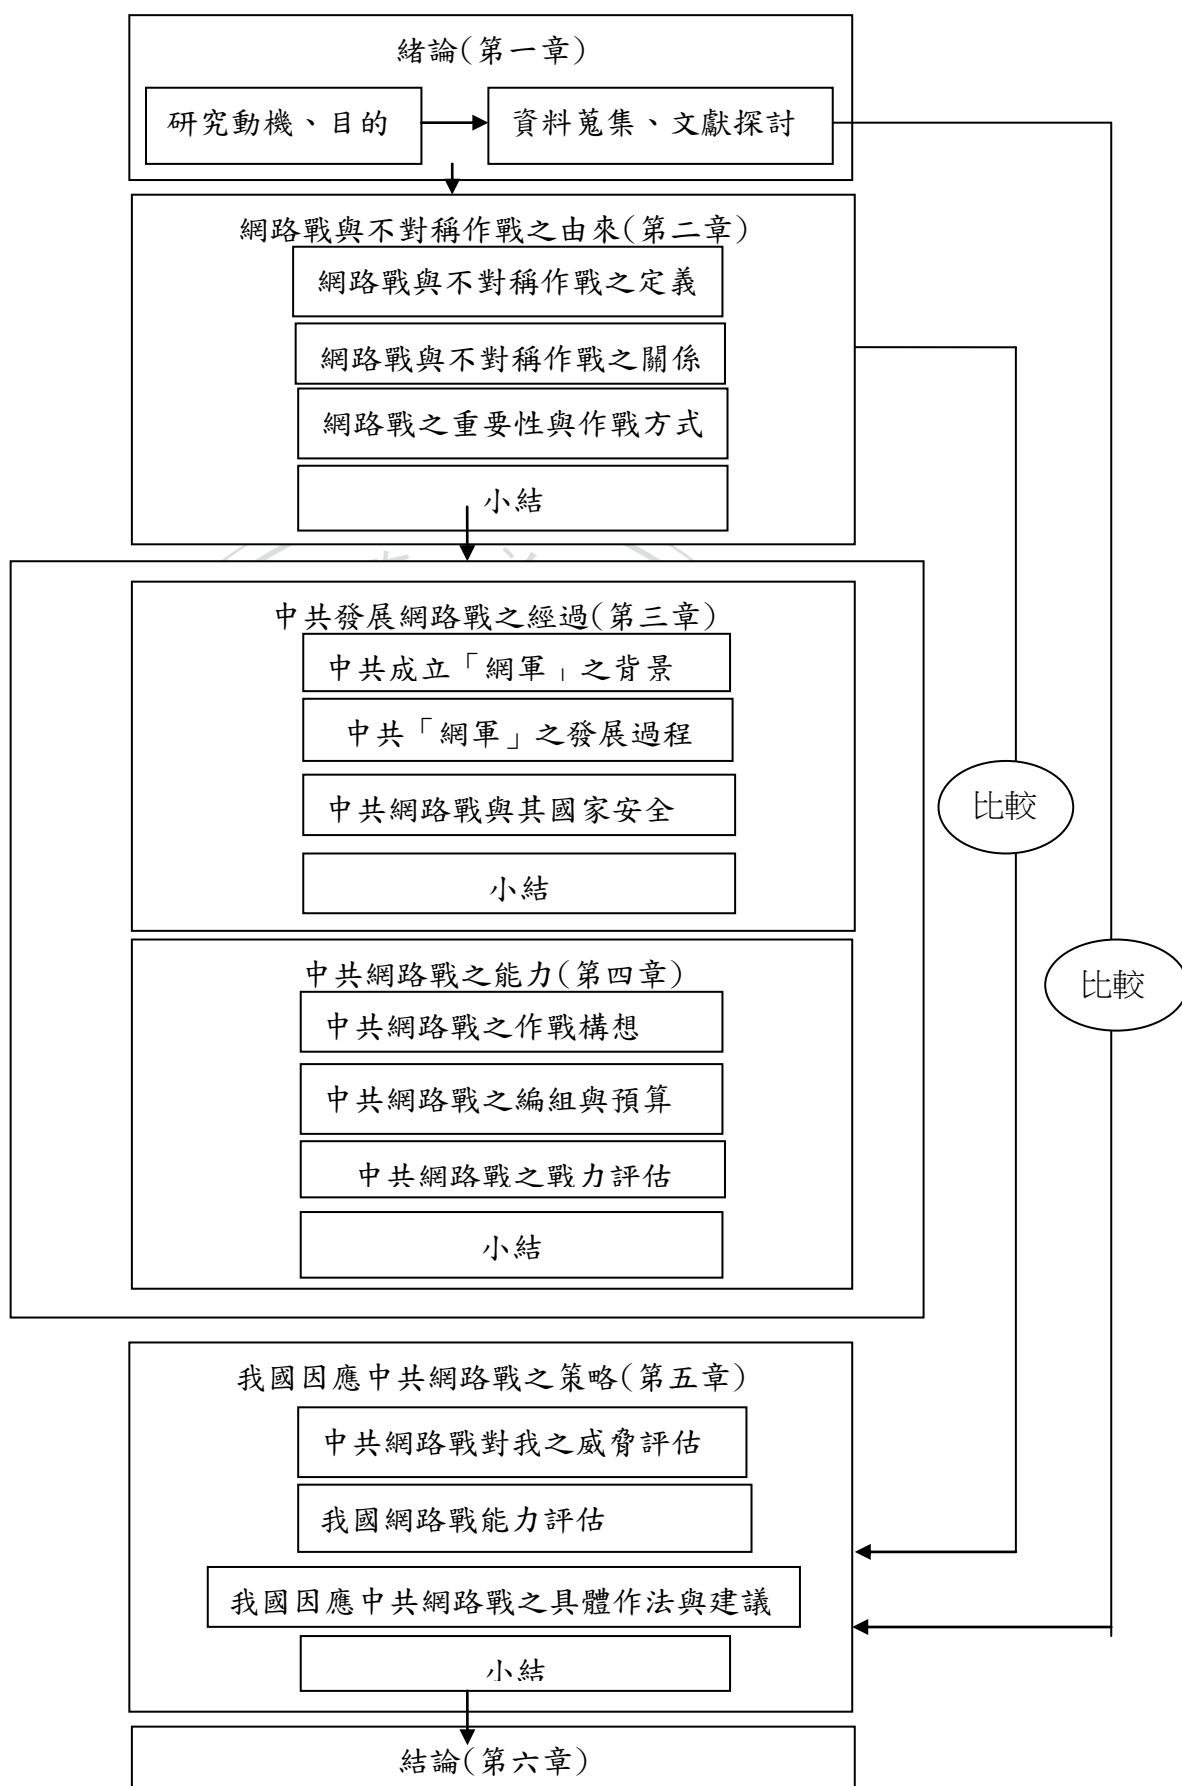 緒論(第一章)
研究動機、目的
資料蒐集、文獻探討
網路戰與不對稱作戰之由來(第二章)
網路戰與不對稱作戰之定義
網路戰與不對稱作戰之關係
網路戰之重要性與作戰方式
小結
中共發展網路戰之經過(第三章)
中共成立「網軍」之背景
中共「網軍」之發展過程
中共網路戰與其國家安全
小結
比較
中共網路戰之能力(第四章)
中共網路戰之作戰構想
中共網路戰之編組與預算
中共網路戰之戰力評估
小結
比較
我國因應中共網路戰之策略(第五章)
中共網路戰對我之威脅評估
我國網路戰能力評估
我國因應中共網路戰之具體作法與建議
小結
結論(第六章)